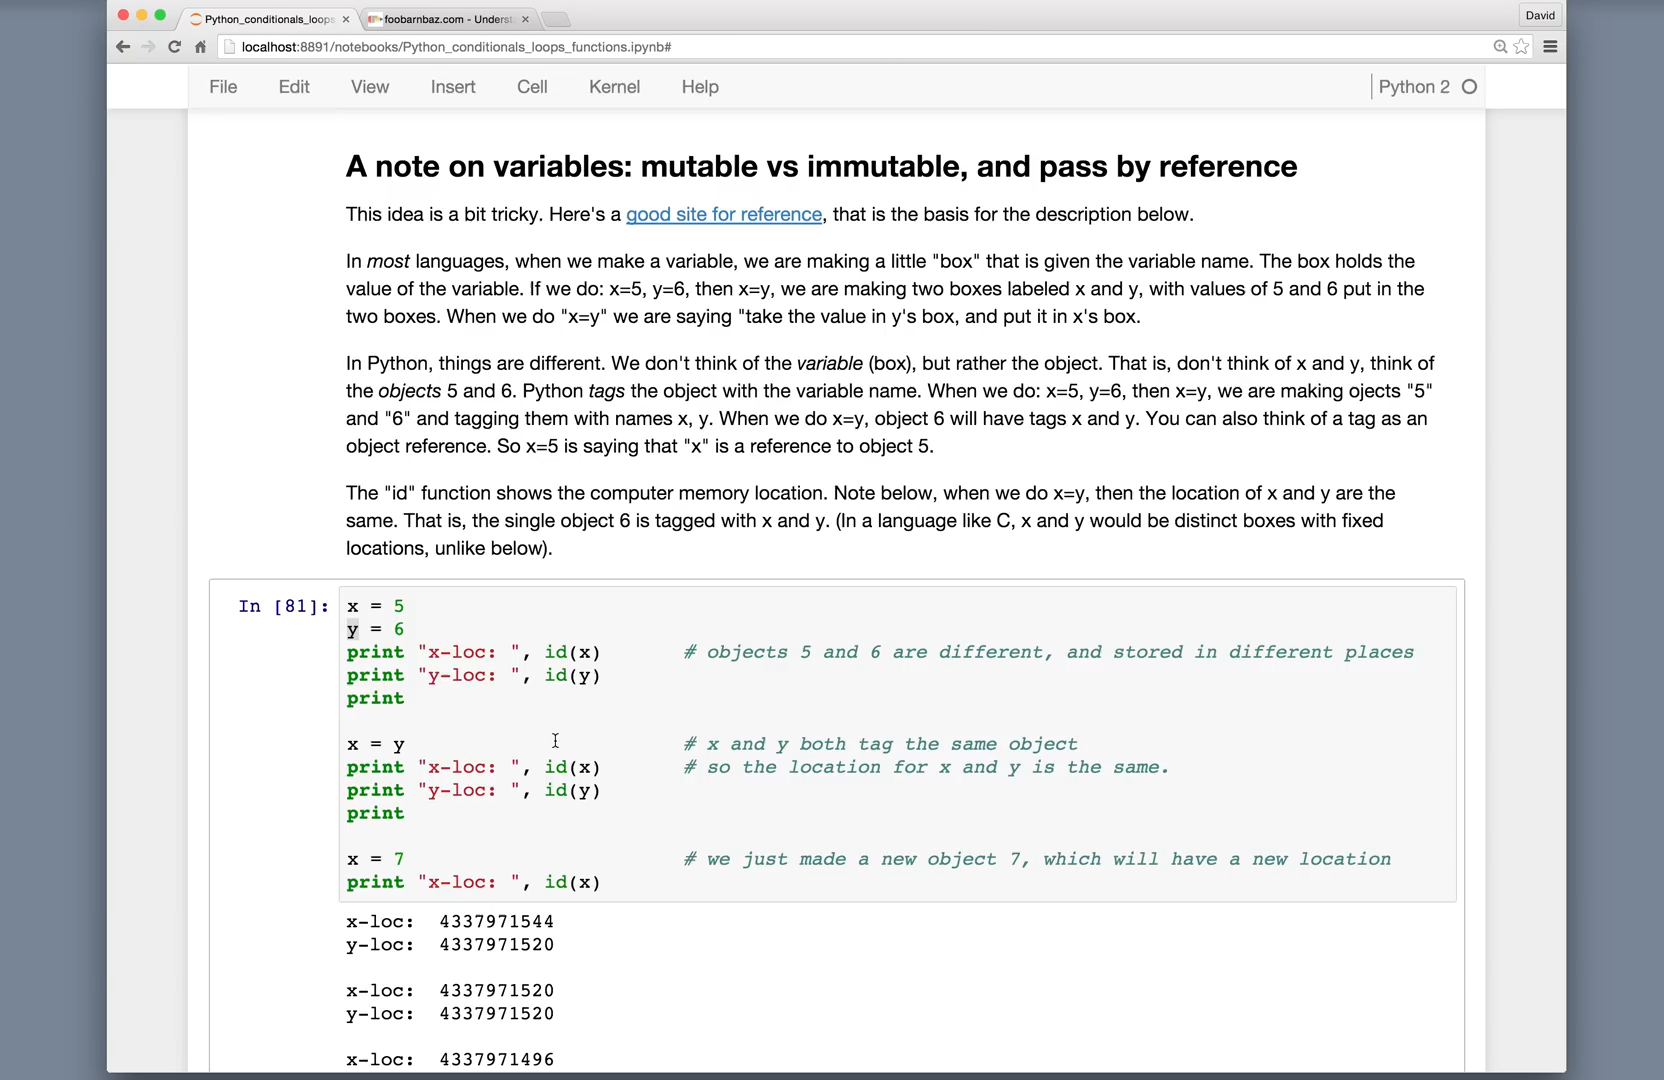 Python_conditionals_loops
foobarnbaz.com - Underst
David
localhost:8891/notebooks/Python_conditionals_loops_functions.ipynb#
File Edit View Insert Cell Kernel Help Python 2
A note on variables: mutable vs immutable, and pass by reference
This idea is a bit tricky. Here's a good site for reference, that is the basis for the description below.
In most languages, when we make a variable, we are making a little "box" that is given the variable name. The box holds the
value of the variable. If we do: x=5, y=6, then x=y, we are making two boxes labeled x and y, with values of 5 and 6 put in the
two boxes. When we do "x=y" we are saying "take the value in y's box, and put it in x's box.
In Python, things are different. We don't think of the variable (box), but rather the object. That is, don't think of x and y, think of
the objects 5 and 6. Python tags the object with the variable name. When we do: x=5, y=6, then x=y, we are making ojects "5"
and "6" and tagging them with names x, y. When we do x=y, object 6 will have tags x and y. You can also think of a tag as an
object reference. So x=5 is saying that "x" is a reference to object 5.
The "id" function shows the computer memory location. Note below, when we do x=y, then the location of x and y are the
same. That is, the single object 6 is tagged with x and y. (In a language like C, x and y would be distinct boxes with fixed
locations, unlike below).
In [81]: x = 5
y = 6
print "x-loc: ", id(x) # objects 5 and 6 are different, and stored in different places
print "y-loc: ", id(y)
print
x = y # x and y both tag the same object
print "x-loc: ", id(x) # so the location for x and y is the same.
print "y-loc: ", id(y)
print
x = 7 # we just made a new object 7, which will have a new location
print "x-loc: ", id(x)
x-loc: 4337971544
y-loc: 4337971520
x-loc: 4337971520
y-loc: 4337971520
x-loc: 4337971496